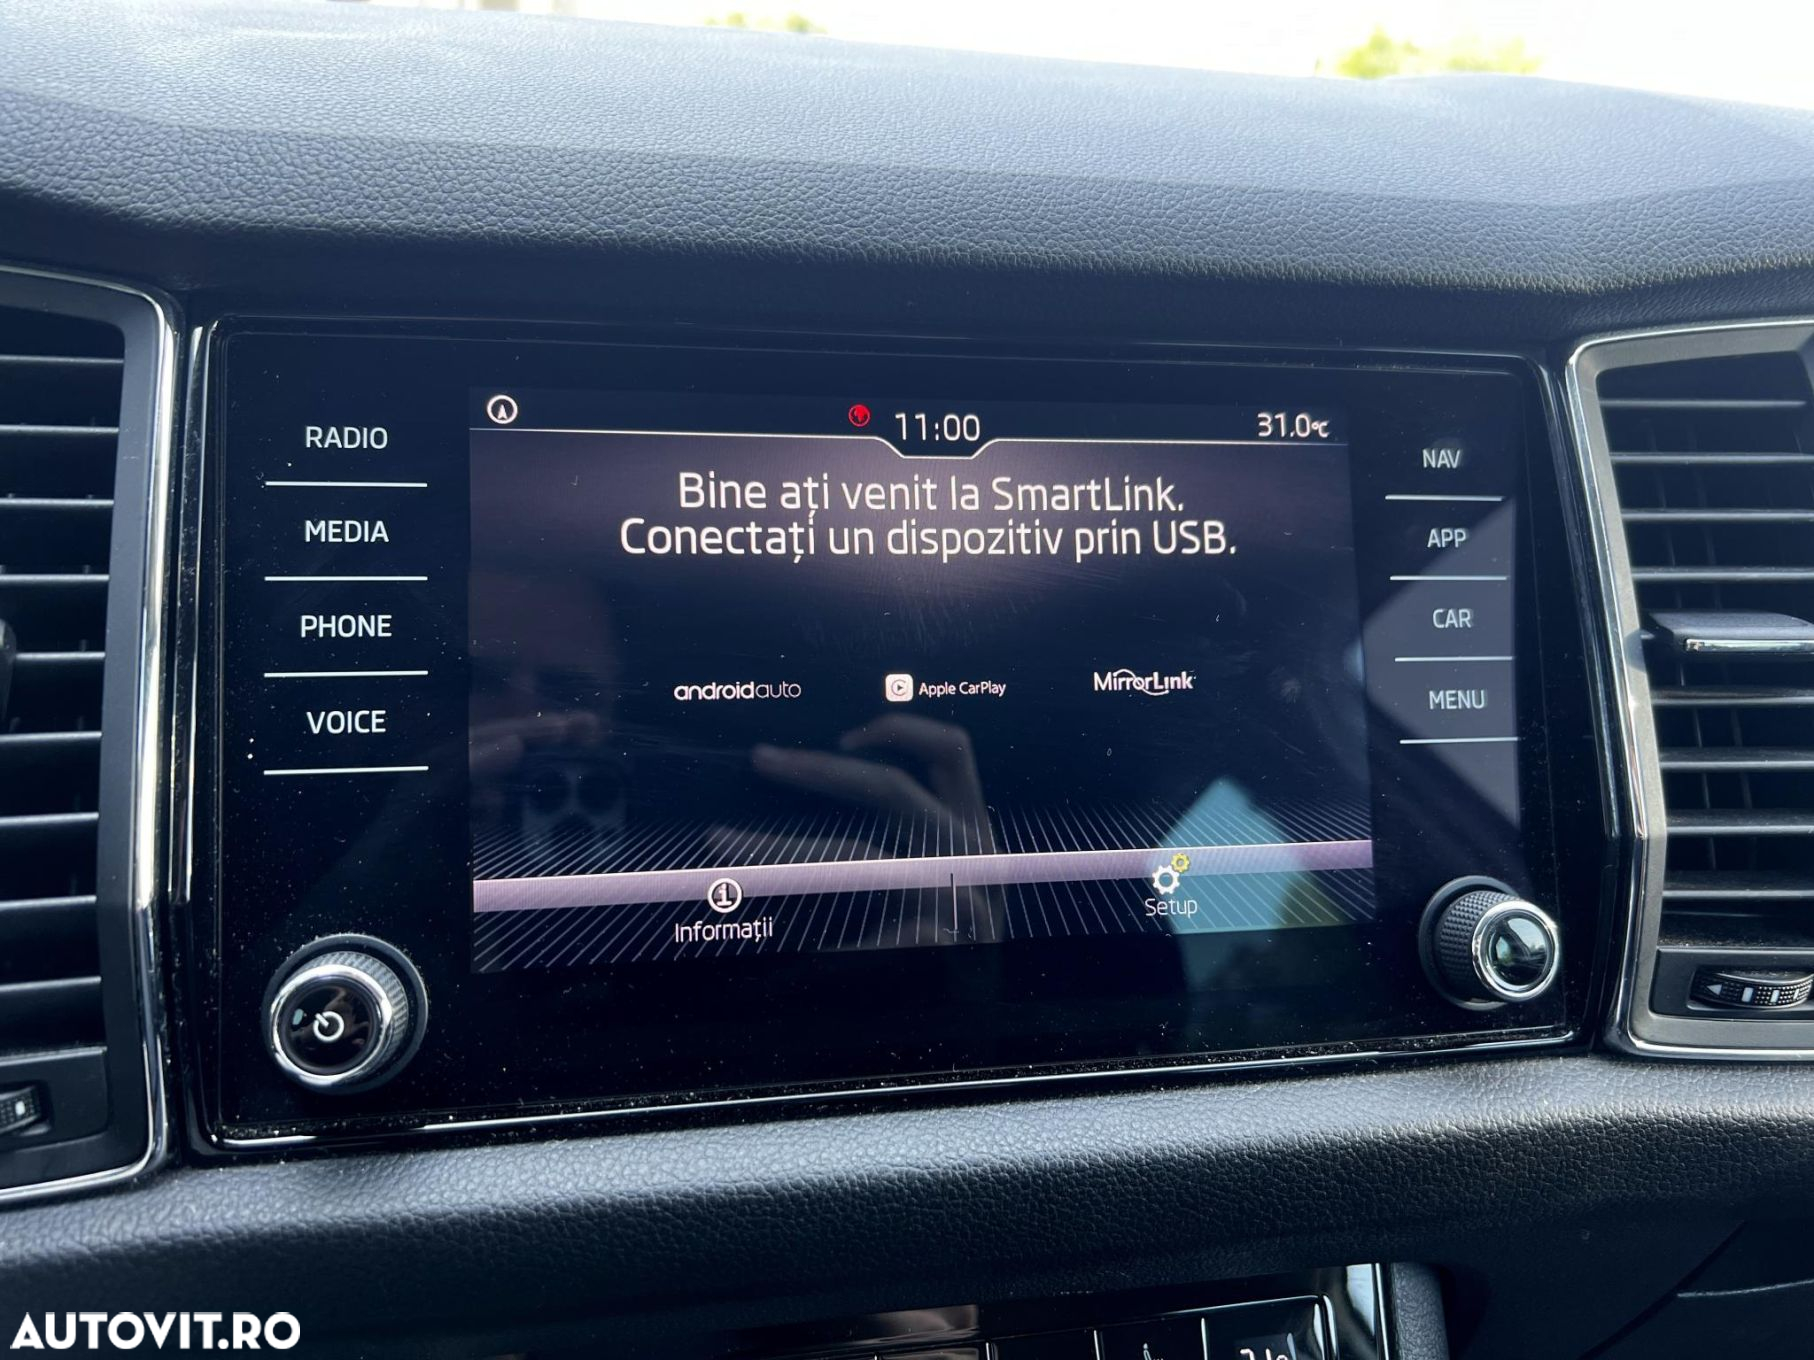 RADIO
MEDIA
PHONE
VOICE
11:00
31.0°C
Bine ați venit la SmartLink.
Conectați un dispozitiv prin USB.
androidauto
Apple CarPlay
MirrorLink
Informații
Setup
NAV
APP
CAR
MENU
AUTOVIT.RO